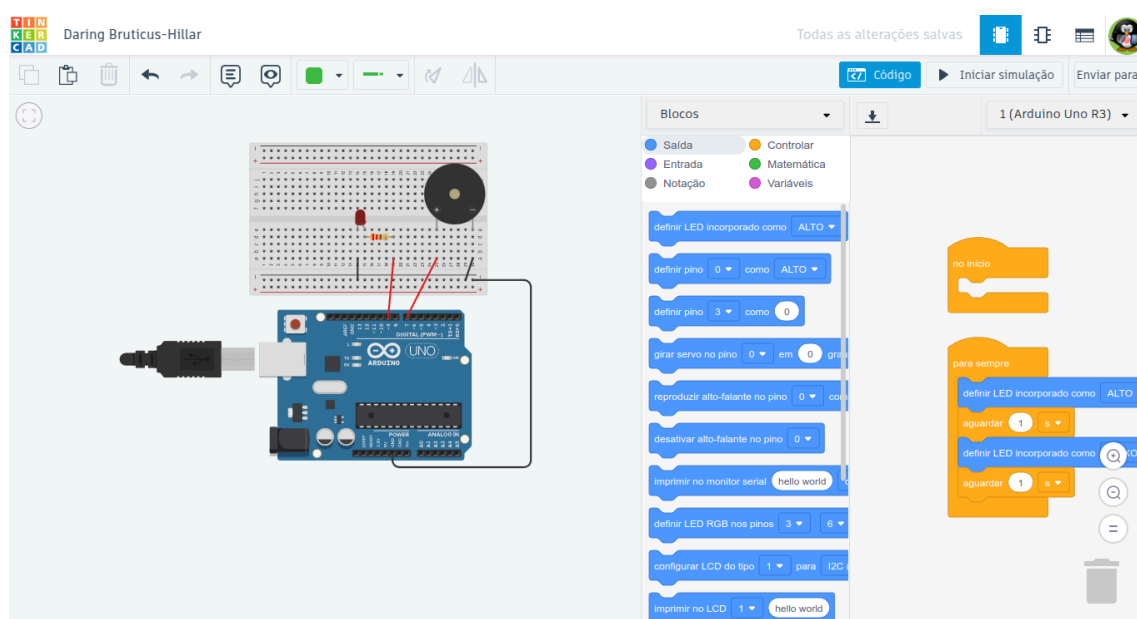 TINKERCAD
Daring Bruticus-Hillar
Todas as alterações salvas
Código
Iniciar simulação
Enviar para
Blocos
1 (Arduino Uno R3)
Saída
Controlar
Entrada
Matemática
Notação
Variáveis
definir LED incorporado como ALTO
definir pino 0 como ALTO
definir pino 3 como 0
girar servo no pino 0 em 0 gra
reproduzir alto-falante no pino 0 co
desativar alto-falante no pino 0
imprimir no monitor serial hello world
definir LED RGB nos pinos 3 6
configurar LCD do tipo 1 para I2C
imprimir no LCD 1 hello world
no início
para sempre
definir LED incorporado como ALTO
aguardar 1 s
definir LED incorporado como
aguardar 1 s
DIGITAL (PWM~)
UNO
ARDUINO
POWER
ANALOG IN